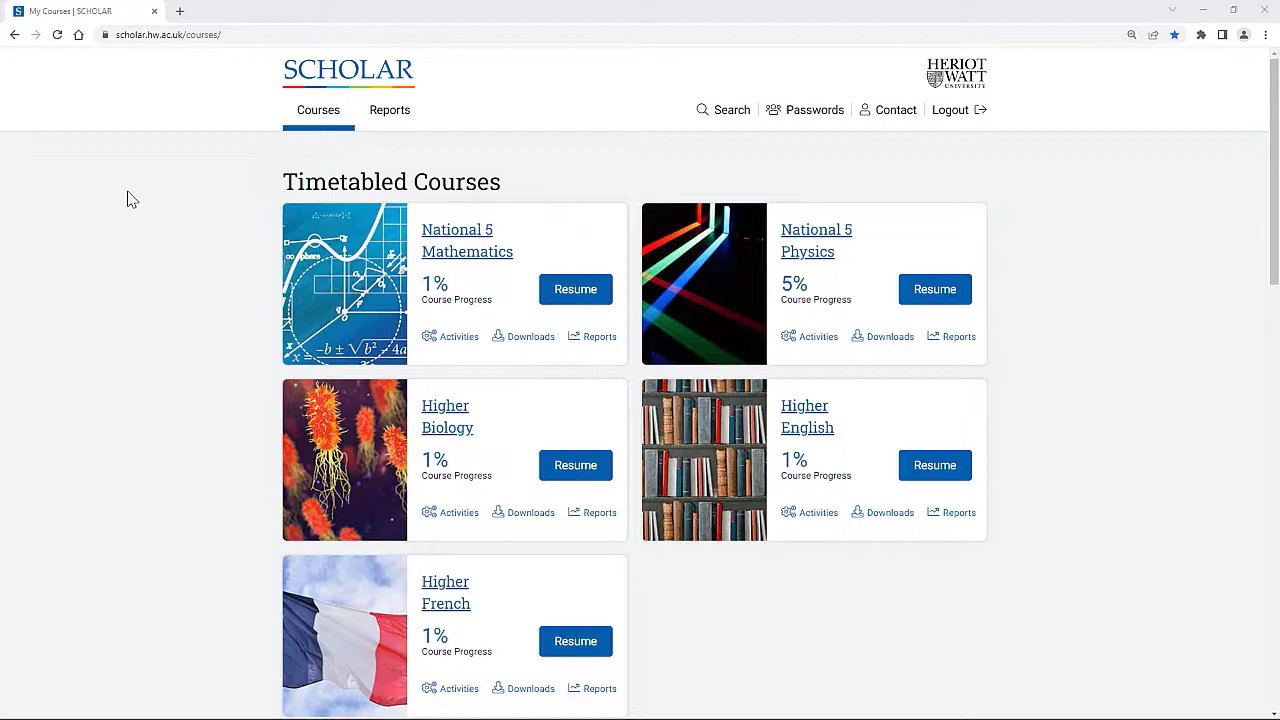 My Courses | SCHOLAR
scholar.hw.ac.uk/courses/
SCHOLAR
HERIOT
WATT
UNIVERSITY
Courses Reports Search Passwords Contact Logout
Timetabled Courses
National 5
Mathematics
1%
Course Progress
Resume
Activities Downloads Reports
National 5
Physics
5%
Course Progress
Resume
Activities Downloads Reports
Higher
Biology
1%
Course Progress
Resume
Activities Downloads Reports
Higher
English
1%
Course Progress
Resume
Activities Downloads Reports
Higher
French
1%
Course Progress
Resume
Activities Downloads Reports